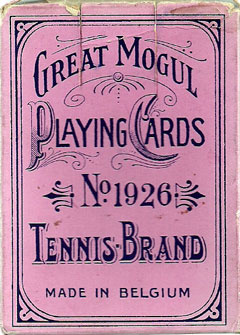 GREAT MOGUL
PLAYING CARDS
No. 1926
TENNIS-BRAND
MADE IN BELGIUM